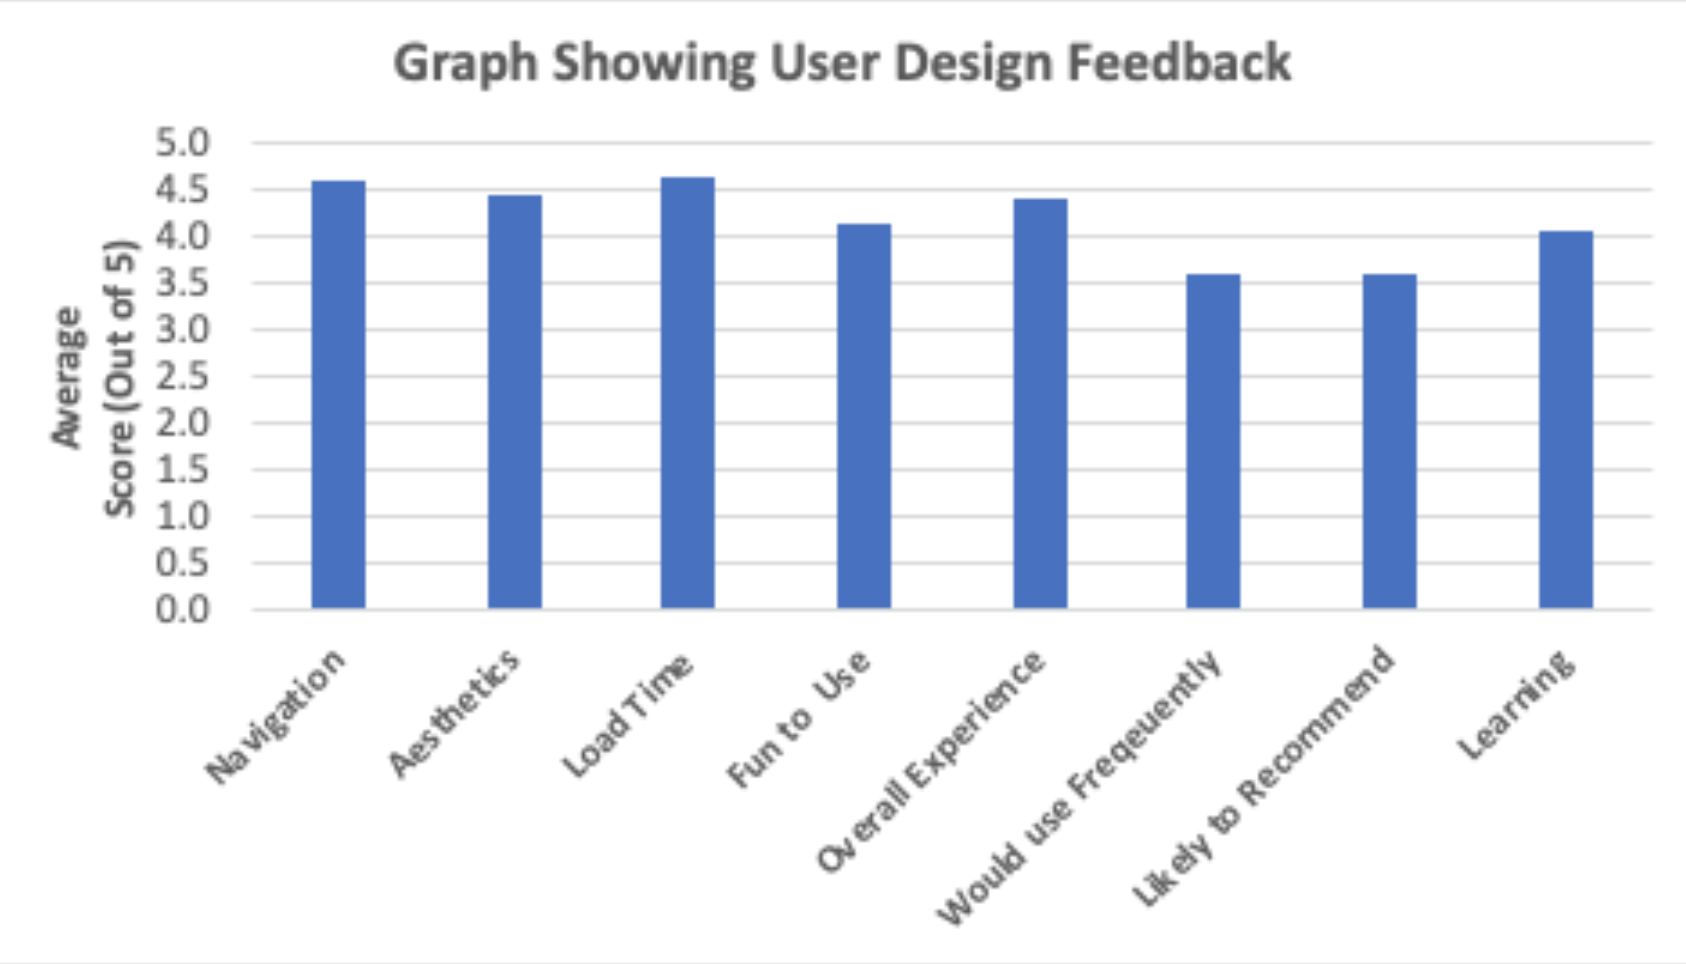 Graph Showing User Design Feedback
Average
Score (Out of 5)
5.0
4.5
4.0
3.5
3.0
2.5
2.0
1.5
1.0
0.5
0.0
Navigation
Aesthetics
Load Time
Fun to Use
Overall Experience
Would use Freqeuently
Likely to Recommend
Learning